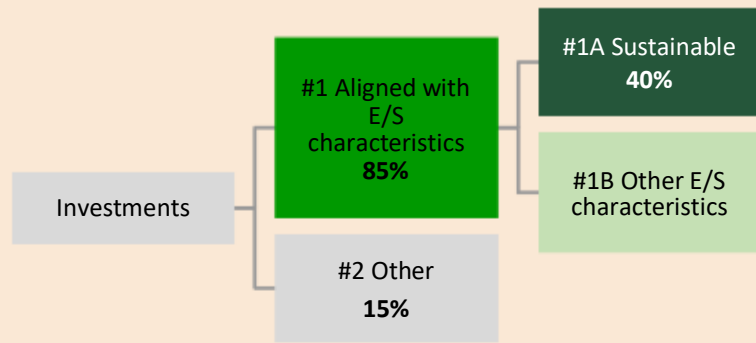 Investments
#1 Aligned with
E/S
characteristics
85%
#2 Other
15%
#1A Sustainable
40%
#1B Other E/S
characteristics